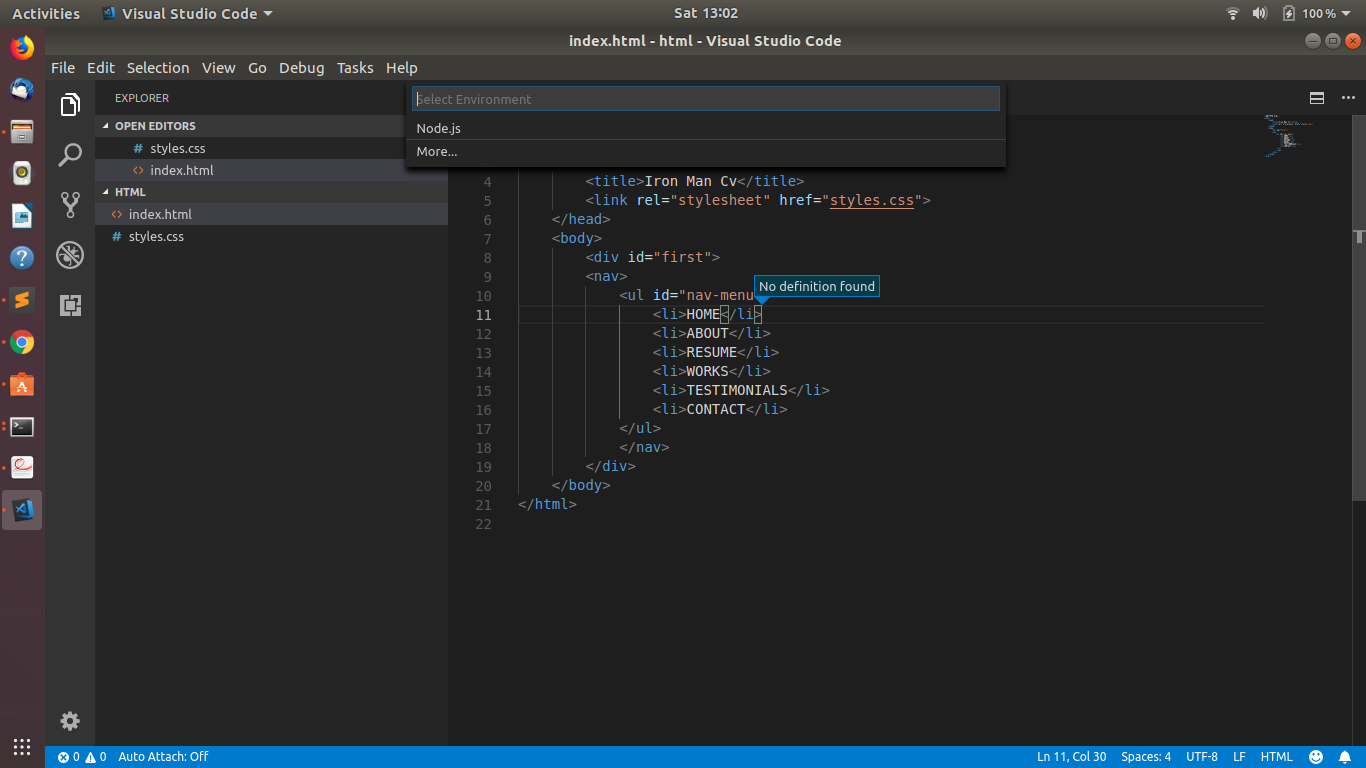 Activities Visual Studio Code Sat 13:02 100%
index.html - html - Visual Studio Code
File Edit Selection View Go Debug Tasks Help
EXPLORER
OPEN EDITORS
# styles.css
<> index.html
HTML
<> index.html
# styles.css
Select Environment
Node.js
More...
4 <title>Iron Man Cv</title>
5 <link rel="stylesheet" href="styles.css">
6 </head>
7 <body>
8 <div id="first">
9 <nav>
No definition found
10 <ul id="nav-menu
11 <li>HOME</li>
12 <li>ABOUT</li>
13 <li>RESUME</li>
14 <li>WORKS</li>
15 <li>TESTIMONIALS</li>
16 <li>CONTACT</li>
17 </ul>
18 </nav>
19 </div>
20 </body>
21 </html>
22
0 0 Auto Attach: Off Ln 11, Col 30 Spaces: 4 UTF-8 LF HTML